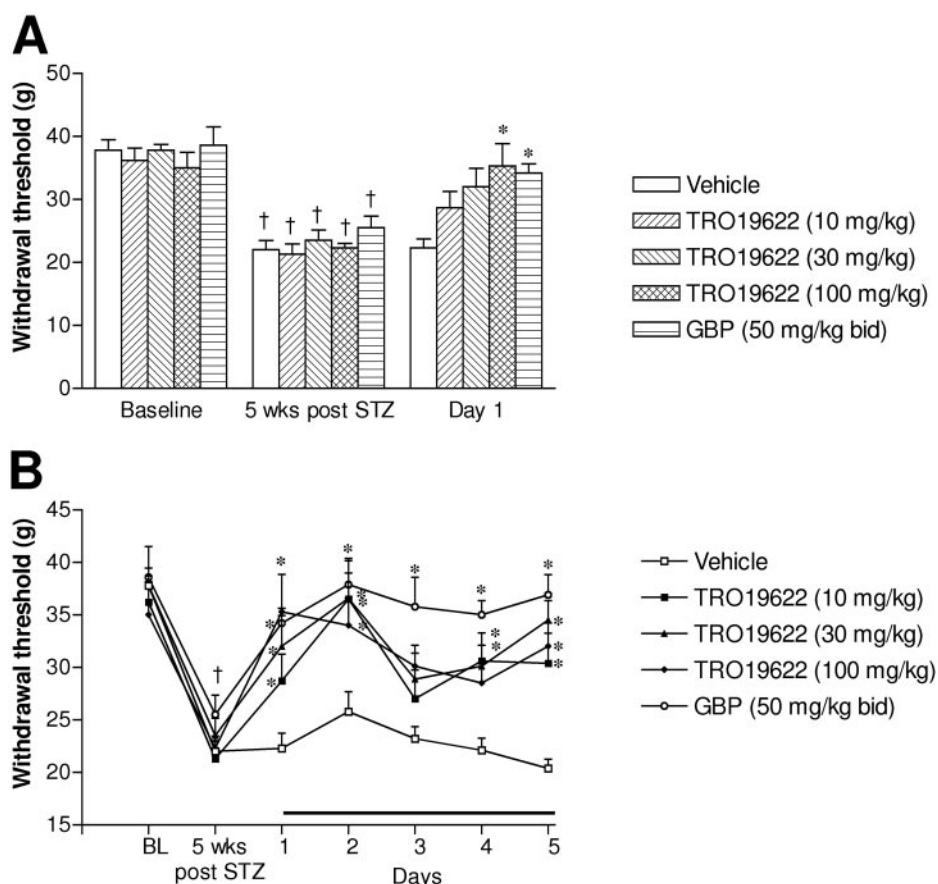 A
Withdrawal threshold (g)
50
40
30
20
10
0
† † † † †
* *
Baseline
5 wks post STZ
Day 1
Vehicle
TRO19622 (10 mg/kg)
TRO19622 (30 mg/kg)
TRO19622 (100 mg/kg)
GBP (50 mg/kg bid)
B
Withdrawal threshold (g)
45
40
35
30
25
20
15
†
* * * *
* * * *
*
* *
*
* * * *
BL
5 wks
post STZ
1
2
3
4
5
Days
Vehicle
TRO19622 (10 mg/kg)
TRO19622 (30 mg/kg)
TRO19622 (100 mg/kg)
GBP (50 mg/kg bid)